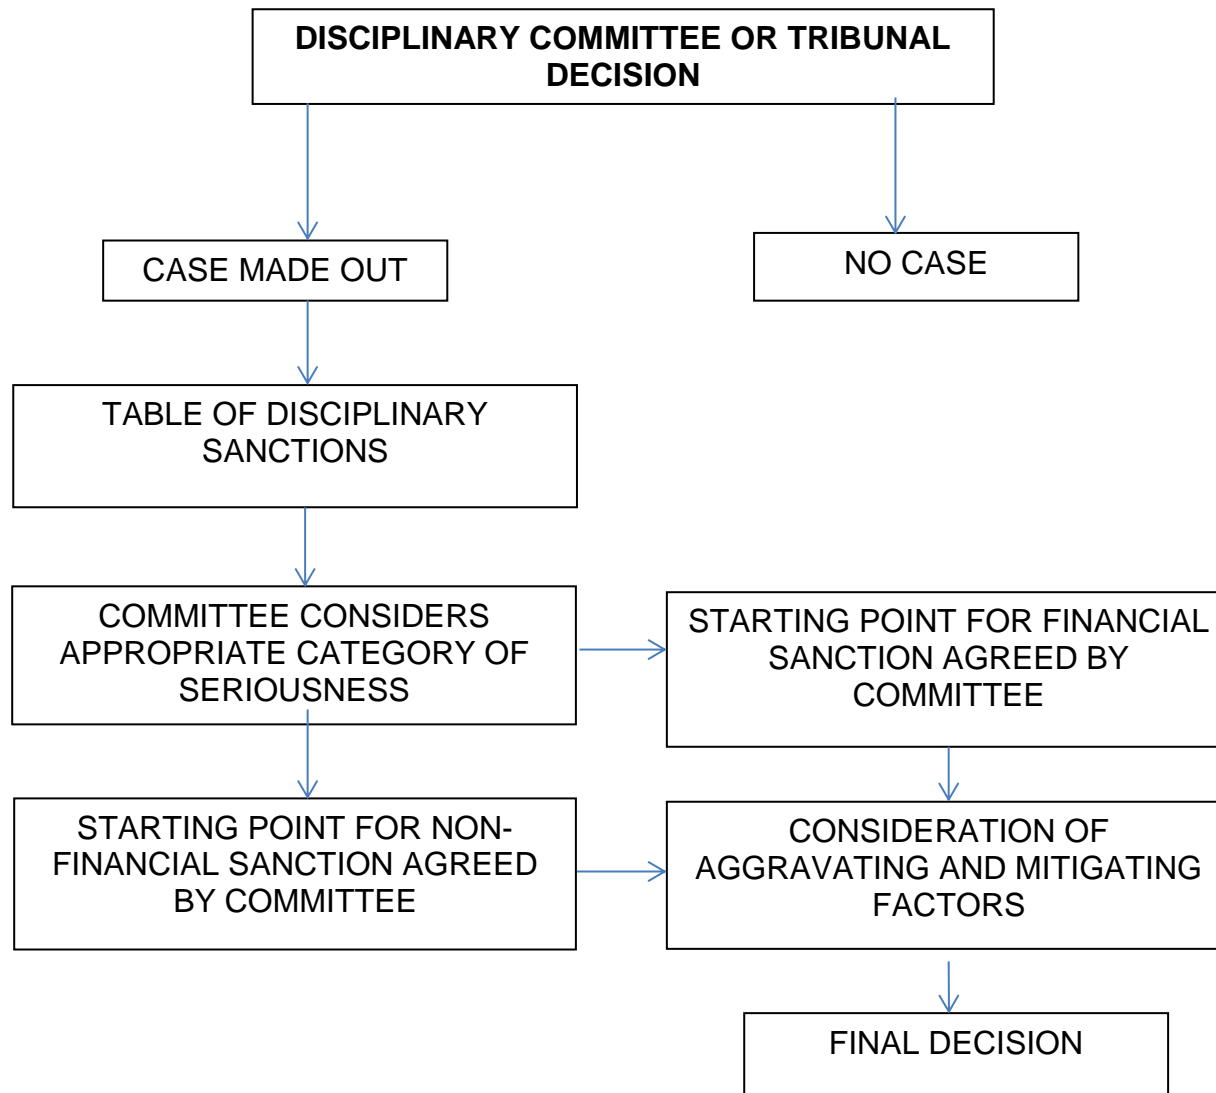 DISCIPLINARY COMMITTEE OR TRIBUNAL
DECISION
CASE MADE OUT
NO CASE
TABLE OF DISCIPLINARY
SANCTIONS
COMMITTEE CONSIDERS
APPROPRIATE CATEGORY OF
SERIOUSNESS
STARTING POINT FOR FINANCIAL
SANCTION AGREED BY
COMMITTEE
STARTING POINT FOR NON-
FINANCIAL SANCTION AGREED
BY COMMITTEE
CONSIDERATION OF
AGGRAVATING AND MITIGATING
FACTORS
FINAL DECISION